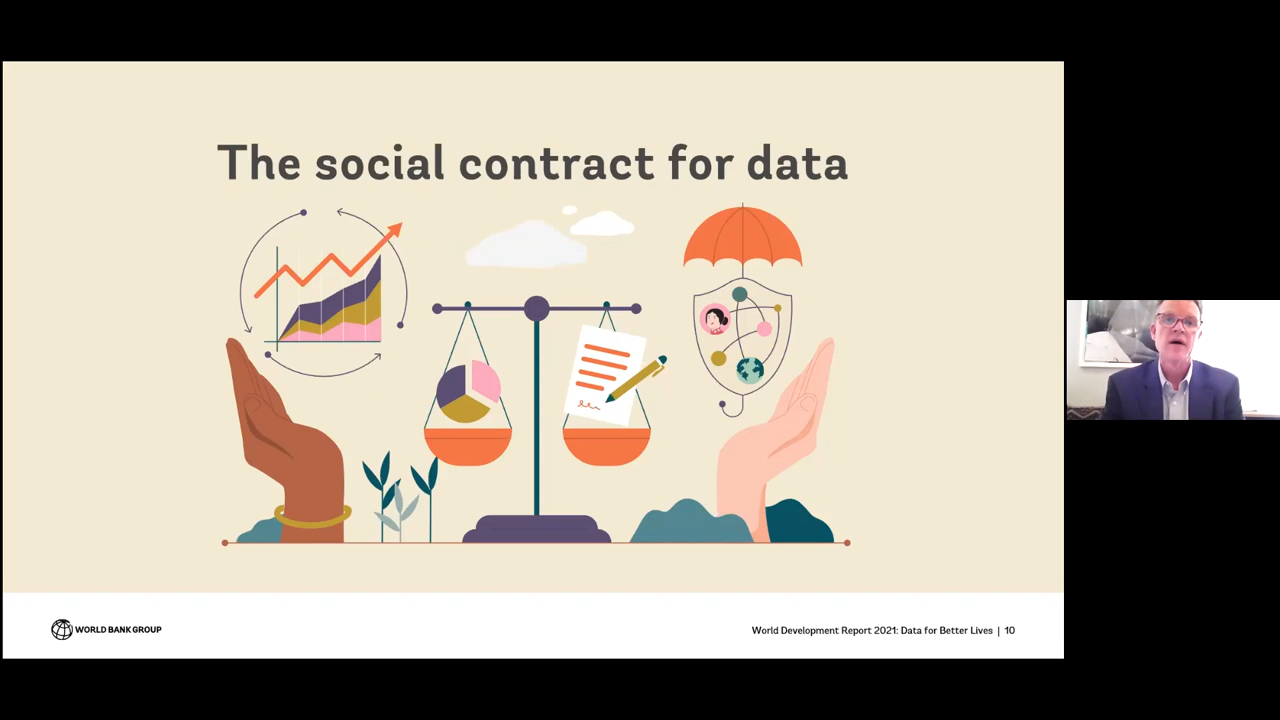 The social contract for data
WORLD BANK GROUP
World Development Report 2021: Data for Better Lives | 10